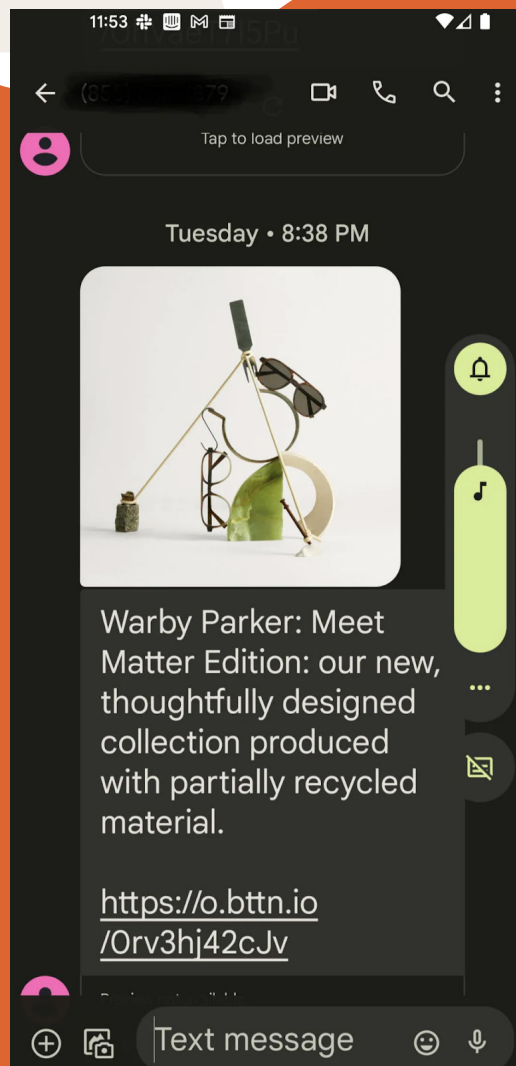 11:53
Tap to load preview
Tuesday • 8:38 PM
Warby Parker: Meet
Matter Edition: our new,
thoughtfully designed
collection produced
with partially recycled
material.
https://o.bttn.io
/0rv3hj42cJv
Text message